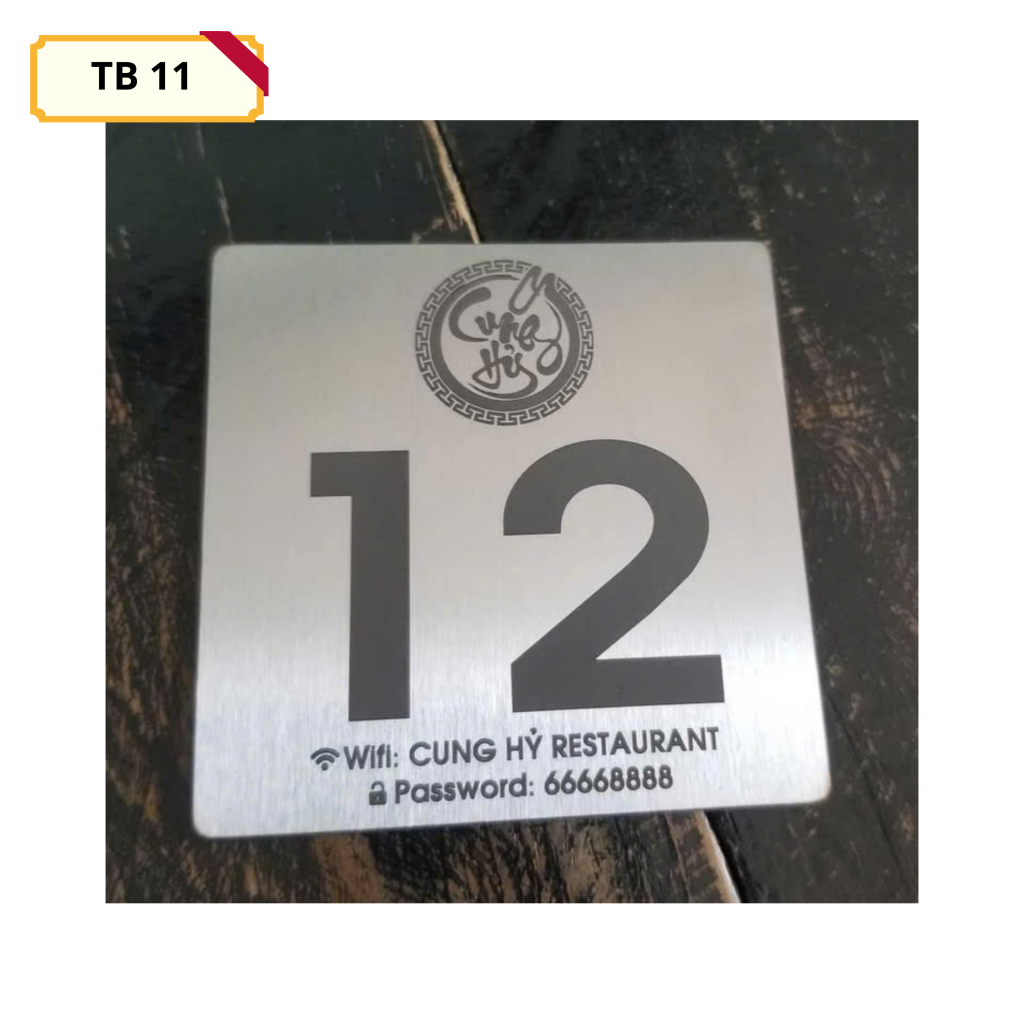 TB 11
Cung
Hỷ
12
Wifi: CUNG HỶ RESTAURANT
Password: 66668888